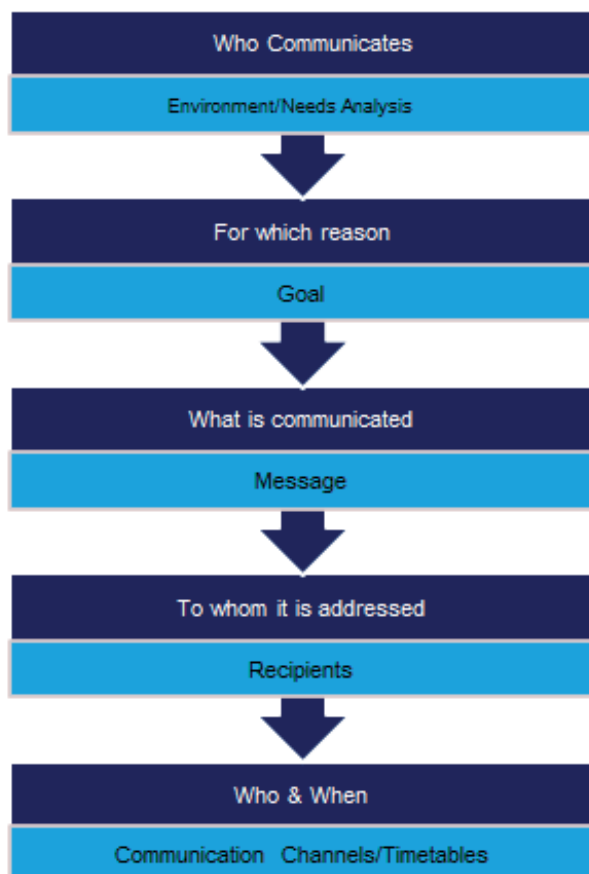 Who Communicates
Environment/Needs Analysis
For which reason
Goal
What is communicated
Message
To whom it is addressed
Recipients
Who & When
Communication Channels/Timetables